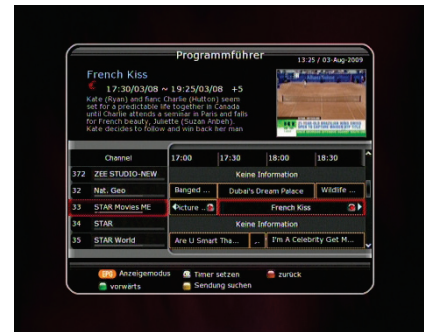 Programmführer
13:25 / 03-Aug-2009
French Kiss
17:30/03/08 ~ 19:25/03/08 +5
Kate (Ryan) and fianc Charlie (Hutton) seem
set for a predictable life together in Canada
until Charlie attends a seminar in Paris and falls
for French beauty, Juliette (Suzan Anbeh).
Kate decides to follow and win back her man
Channel 17:00 17:30 18:00 18:30
372 ZEE STUDIO-NEW Keine Information
32 Nat. Geo Banged ... Dubai's Dream Palace Wildlife ...
33 STAR Movies ME Picture .. French Kiss
34 STAR Keine Information
35 STAR World Are U Smart Tha... .. I'm A Celebrity Get M...
EPG Anzeigemodus Timer setzen zurück
vorwärts Sendung suchen